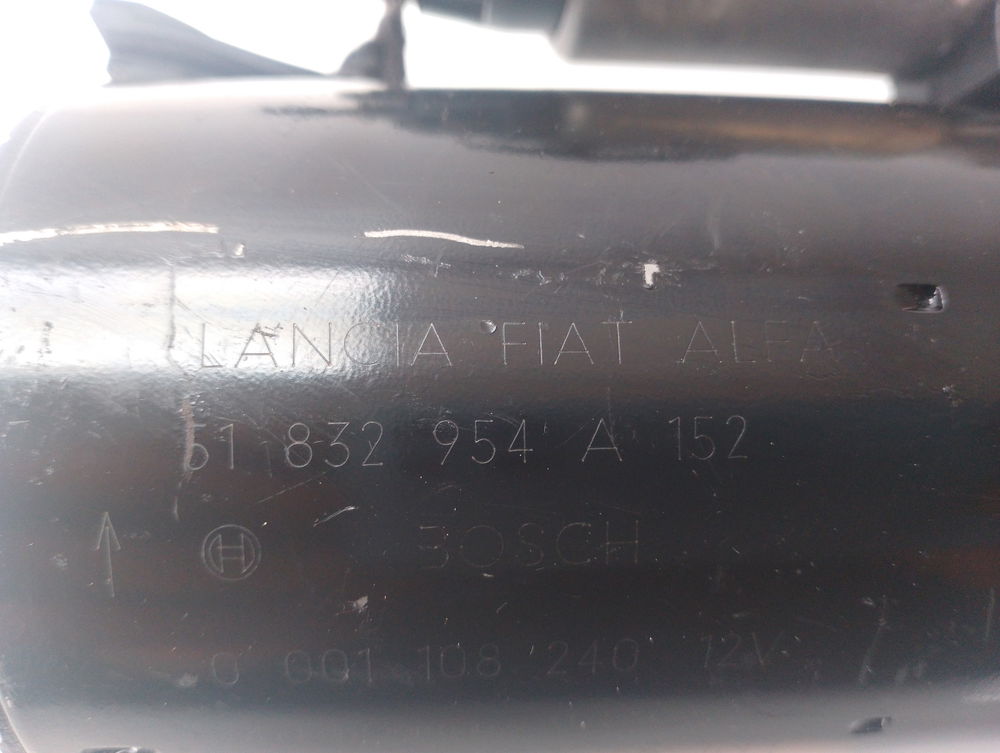 LANCIA FIAT ALFA
51 832 954 A 152
BOSCH
0 001 108 240 12V